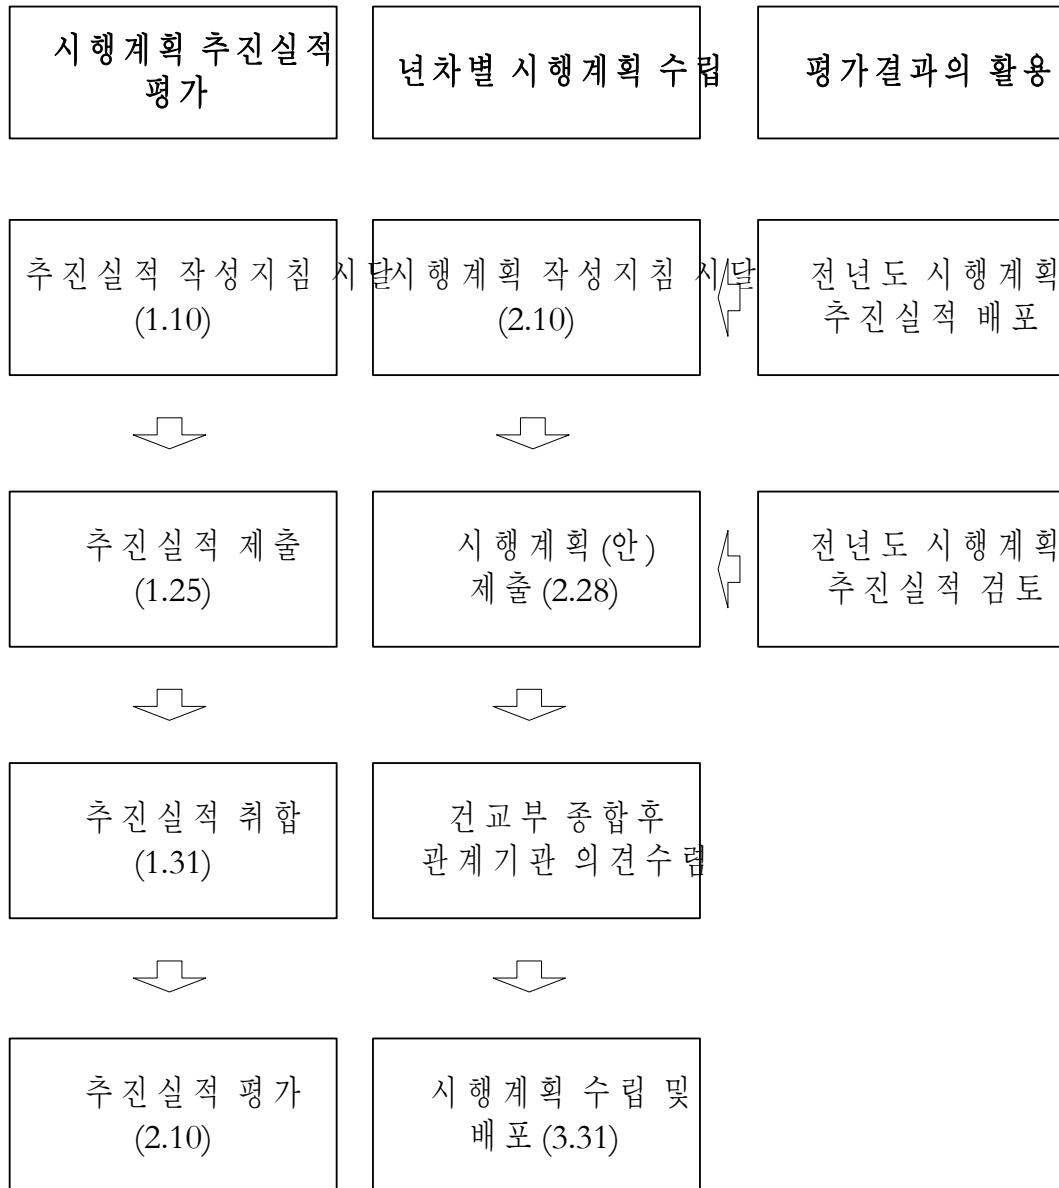 시행계획 추진실적
평가
년차별 시행계획 수립
평가결과의 활용
추진실적 작성지침 시달
(1.10)
시행계획 작성지침 시달
(2.10)
전년도 시행계획
추진실적 배포
추진실적 제출
(1.25)
시행계획(안)
제출(2.28)
전년도 시행계획
추진실적 검토
추진실적 취합
(1.31)
건교부 종합후
관계기관 의견수렴
추진실적 평가
(2.10)
시행계획 수립 및
배포(3.31)